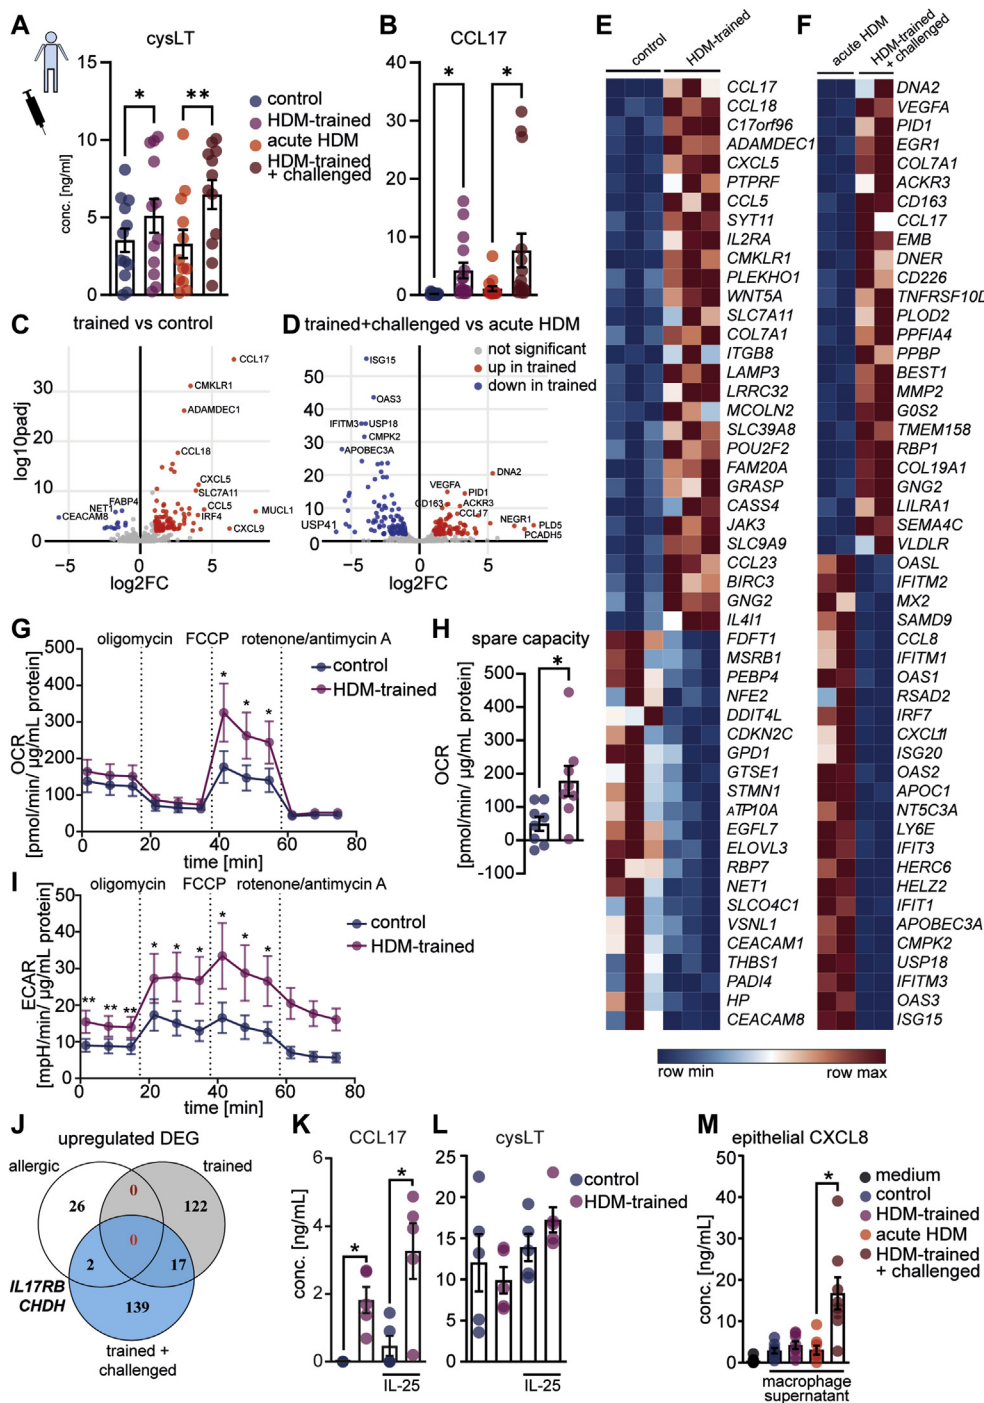 A
cysLT
conc. [ng/ml]
15
10
5
0
*
**
control
HDM-trained
acute HDM
HDM-trained
+ challenged
B
CCL17
40
30
20
10
0
*
*
C
trained vs control
log10padj
30
20
10
0
-5
0
5
log2FC
CCL17
CMKLR1
ADAMDEC1
CCL18
CXCL5
SLC7A11
CCL5
IRF4
MUCL1
CXCL9
FABP4
NET1
CEACAM8
D
trained+challenged vs acute HDM
50
40
30
20
10
0
-5
0
5
log2FC
not significant
up in trained
down in trained
ISG15
OAS3
IFITM3
USP18
CMPK2
APOBEC3A
USP41
DNA2
VEGFA
PID1
CD163
ACKR3
CCL17
NEGR1
PLD5
PCADH5
E
control
HDM-trained
CCL17
CCL18
C17orf96
ADAMDEC1
CXCL5
PTPRF
CCL5
SYT11
IL2RA
CMKLR1
PLEKHO1
WNT5A
SLC7A11
COL7A1
ITGB8
LAMP3
LRRC32
MCOLN2
SLC39A8
POU2F2
FAM20A
GRASP
CASS4
JAK3
SLC9A9
CCL23
BIRC3
GNG2
IL4I1
FDFT1
MSRB1
PEBP4
NFE2
DDIT4L
CDKN2C
GPD1
GTSE1
STMN1
ATP10A
EGFL7
ELOVL3
RBP7
NET1
SLCO4C1
VSNL1
CEACAM1
THBS1
PADI4
HP
CEACAM8
F
acute HDM
HDM-trained
+ challenged
DNA2
VEGFA
PID1
EGR1
COL7A1
ACKR3
CD163
CCL17
EMB
DNER
CD226
TNFRSF10D
PLOD2
PPFIA4
PPBP
BEST1
MMP2
G0S2
TMEM158
RBP1
COL19A1
GNG2
LILRA1
SEMA4C
VLDLR
OASL
IFITM2
MX2
SAMD9
CCL8
IFITM1
OAS1
RSAD2
IRF7
CXCL11
ISG20
OAS2
APOC1
NT5C3A
LY6E
IFIT3
HERC6
HELZ2
IFIT1
APOBEC3A
CMPK2
USP18
IFITM3
OAS3
ISG15
row min
row max
G
oligomycin
FCCP
rotenone/antimycin A
OCR
[pmol/min/ µg/mL protein]
500
400
300
200
100
0
control
HDM-trained
*
*
*
0
20
40
60
80
time [min]
H
spare capacity
OCR
[pmol/min/ µg/mL protein]
500
400
300
200
100
0
-100
*
I
oligomycin
FCCP
rotenone/antimycin A
ECAR
[mpH/min/ µg/mL protein]
50
40
30
20
10
0
control
HDM-trained
**
**
**
*
*
*
*
*
*
0
20
40
60
80
time [min]
J
upregulated DEG
allergic
trained
26
0
122
0
2
17
IL17RB
CHDH
139
trained +
challenged
K
CCL17
conc. [ng/mL]
6
4
2
0
*
*
IL-25
L
cysLT
25
20
15
10
5
0
IL-25
control
HDM-trained
M
epithelial CXCL8
conc. [ng/mL]
50
40
30
20
10
0
medium
control
HDM-trained
acute HDM
HDM-trained
+ challenged
*
macrophage
supernatant